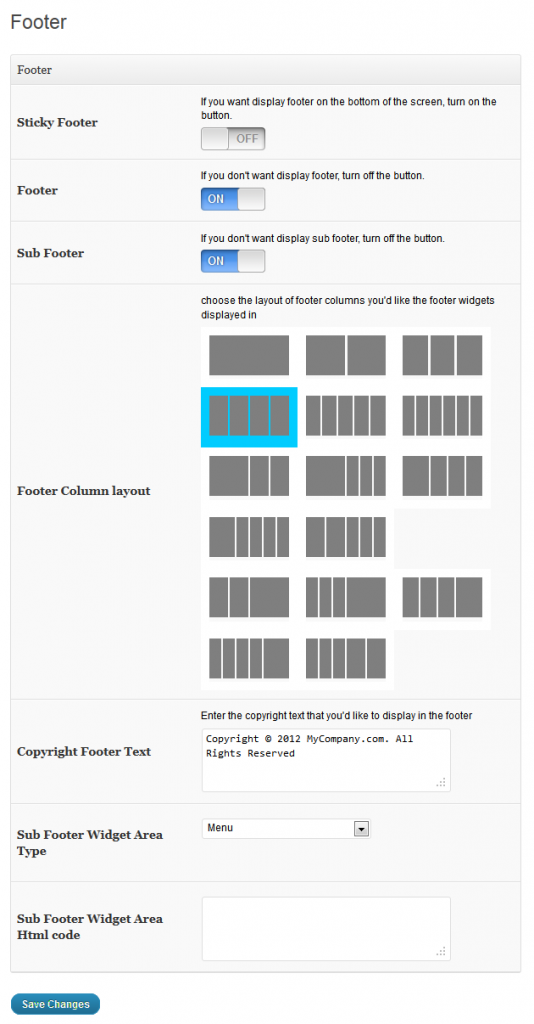 Footer
Footer
Sticky Footer
If you want display footer on the bottom of the screen, turn on the
button.
OFF
Footer
If you don't want display footer, turn off the button.
ON
Sub Footer
If you don't want display sub footer, turn off the button.
ON
Footer Column layout
choose the layout of footer columns you'd like the footer widgets
displayed in
Copyright Footer Text
Enter the copyright text that you'd like to display in the footer
Copyright © 2012 MyCompany.com. All
Rights Reserved
Sub Footer Widget Area
Type
Menu
Sub Footer Widget Area
Html code
Save Changes